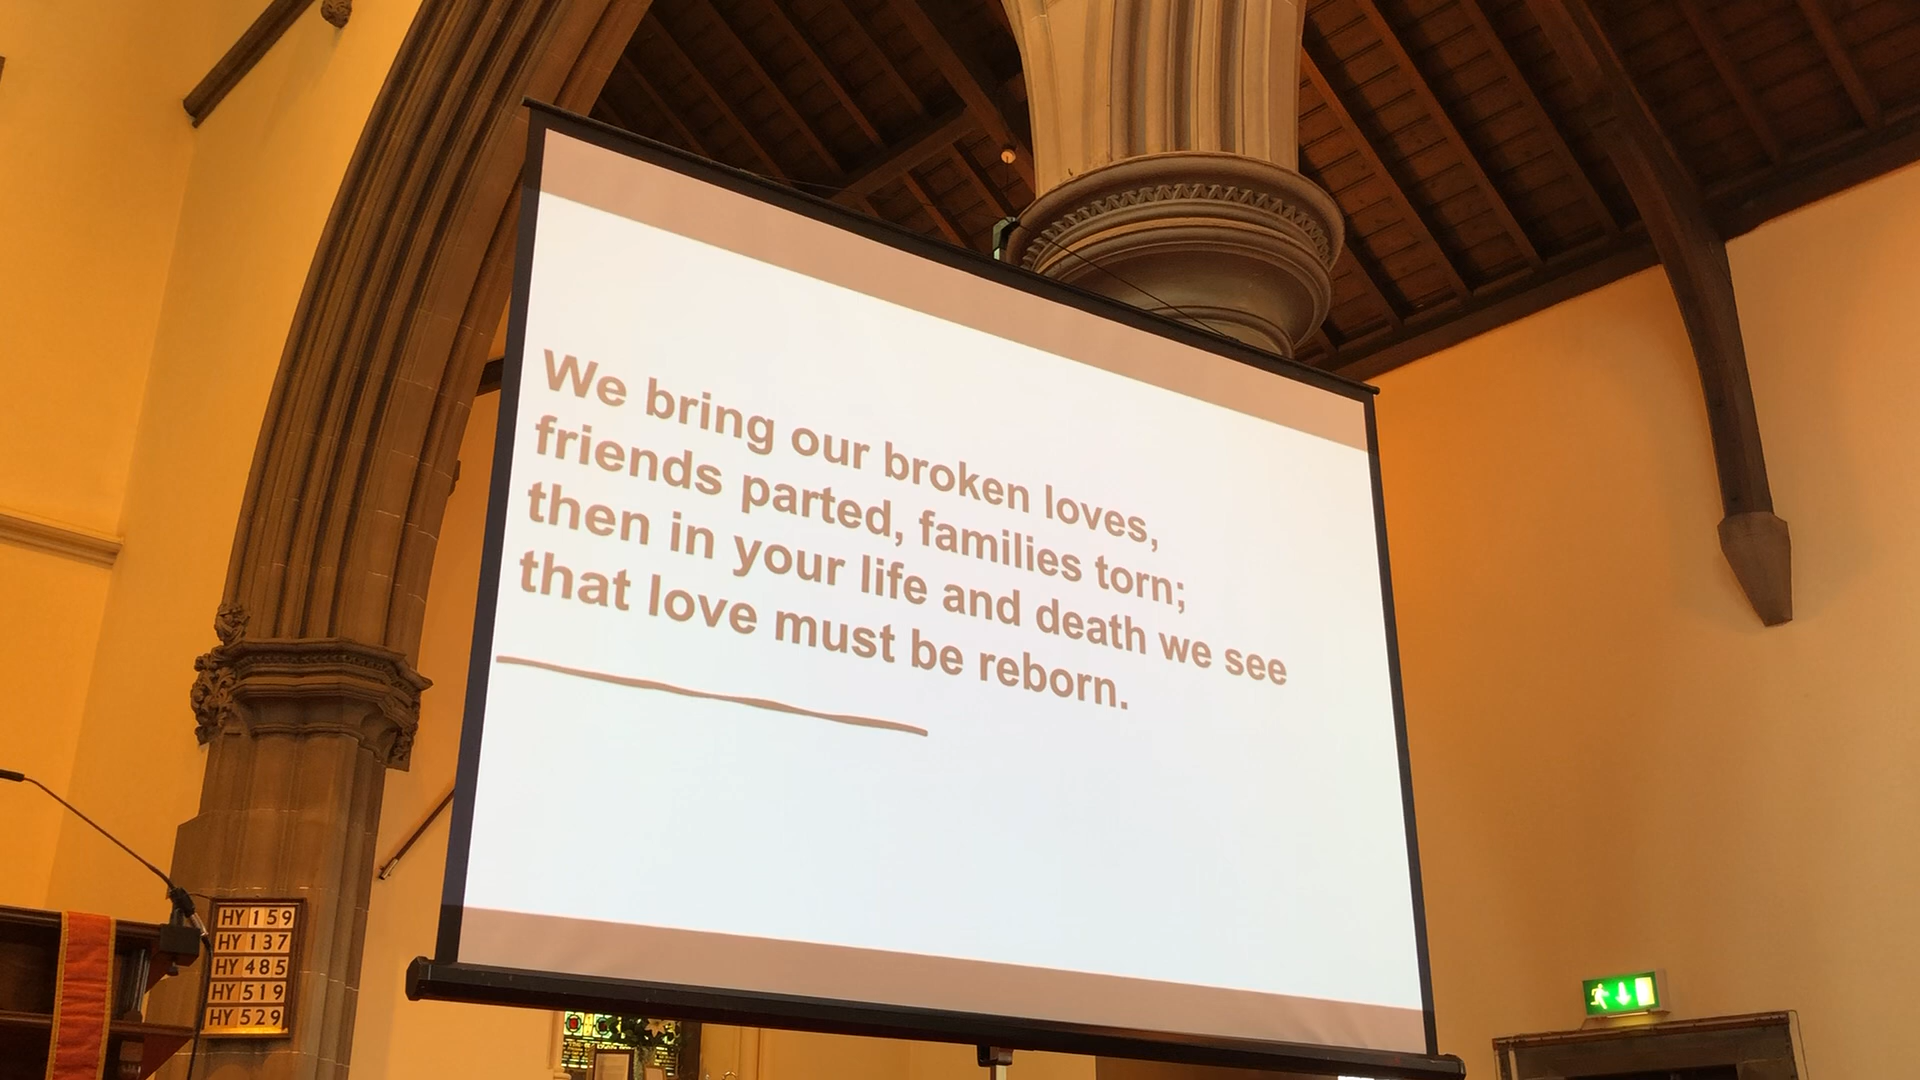 We bring our broken loves,
friends parted, families torn;
then in your life and death we see
that love must be reborn.
HY 159
HY 137
HY 485
HY 519
HY 529